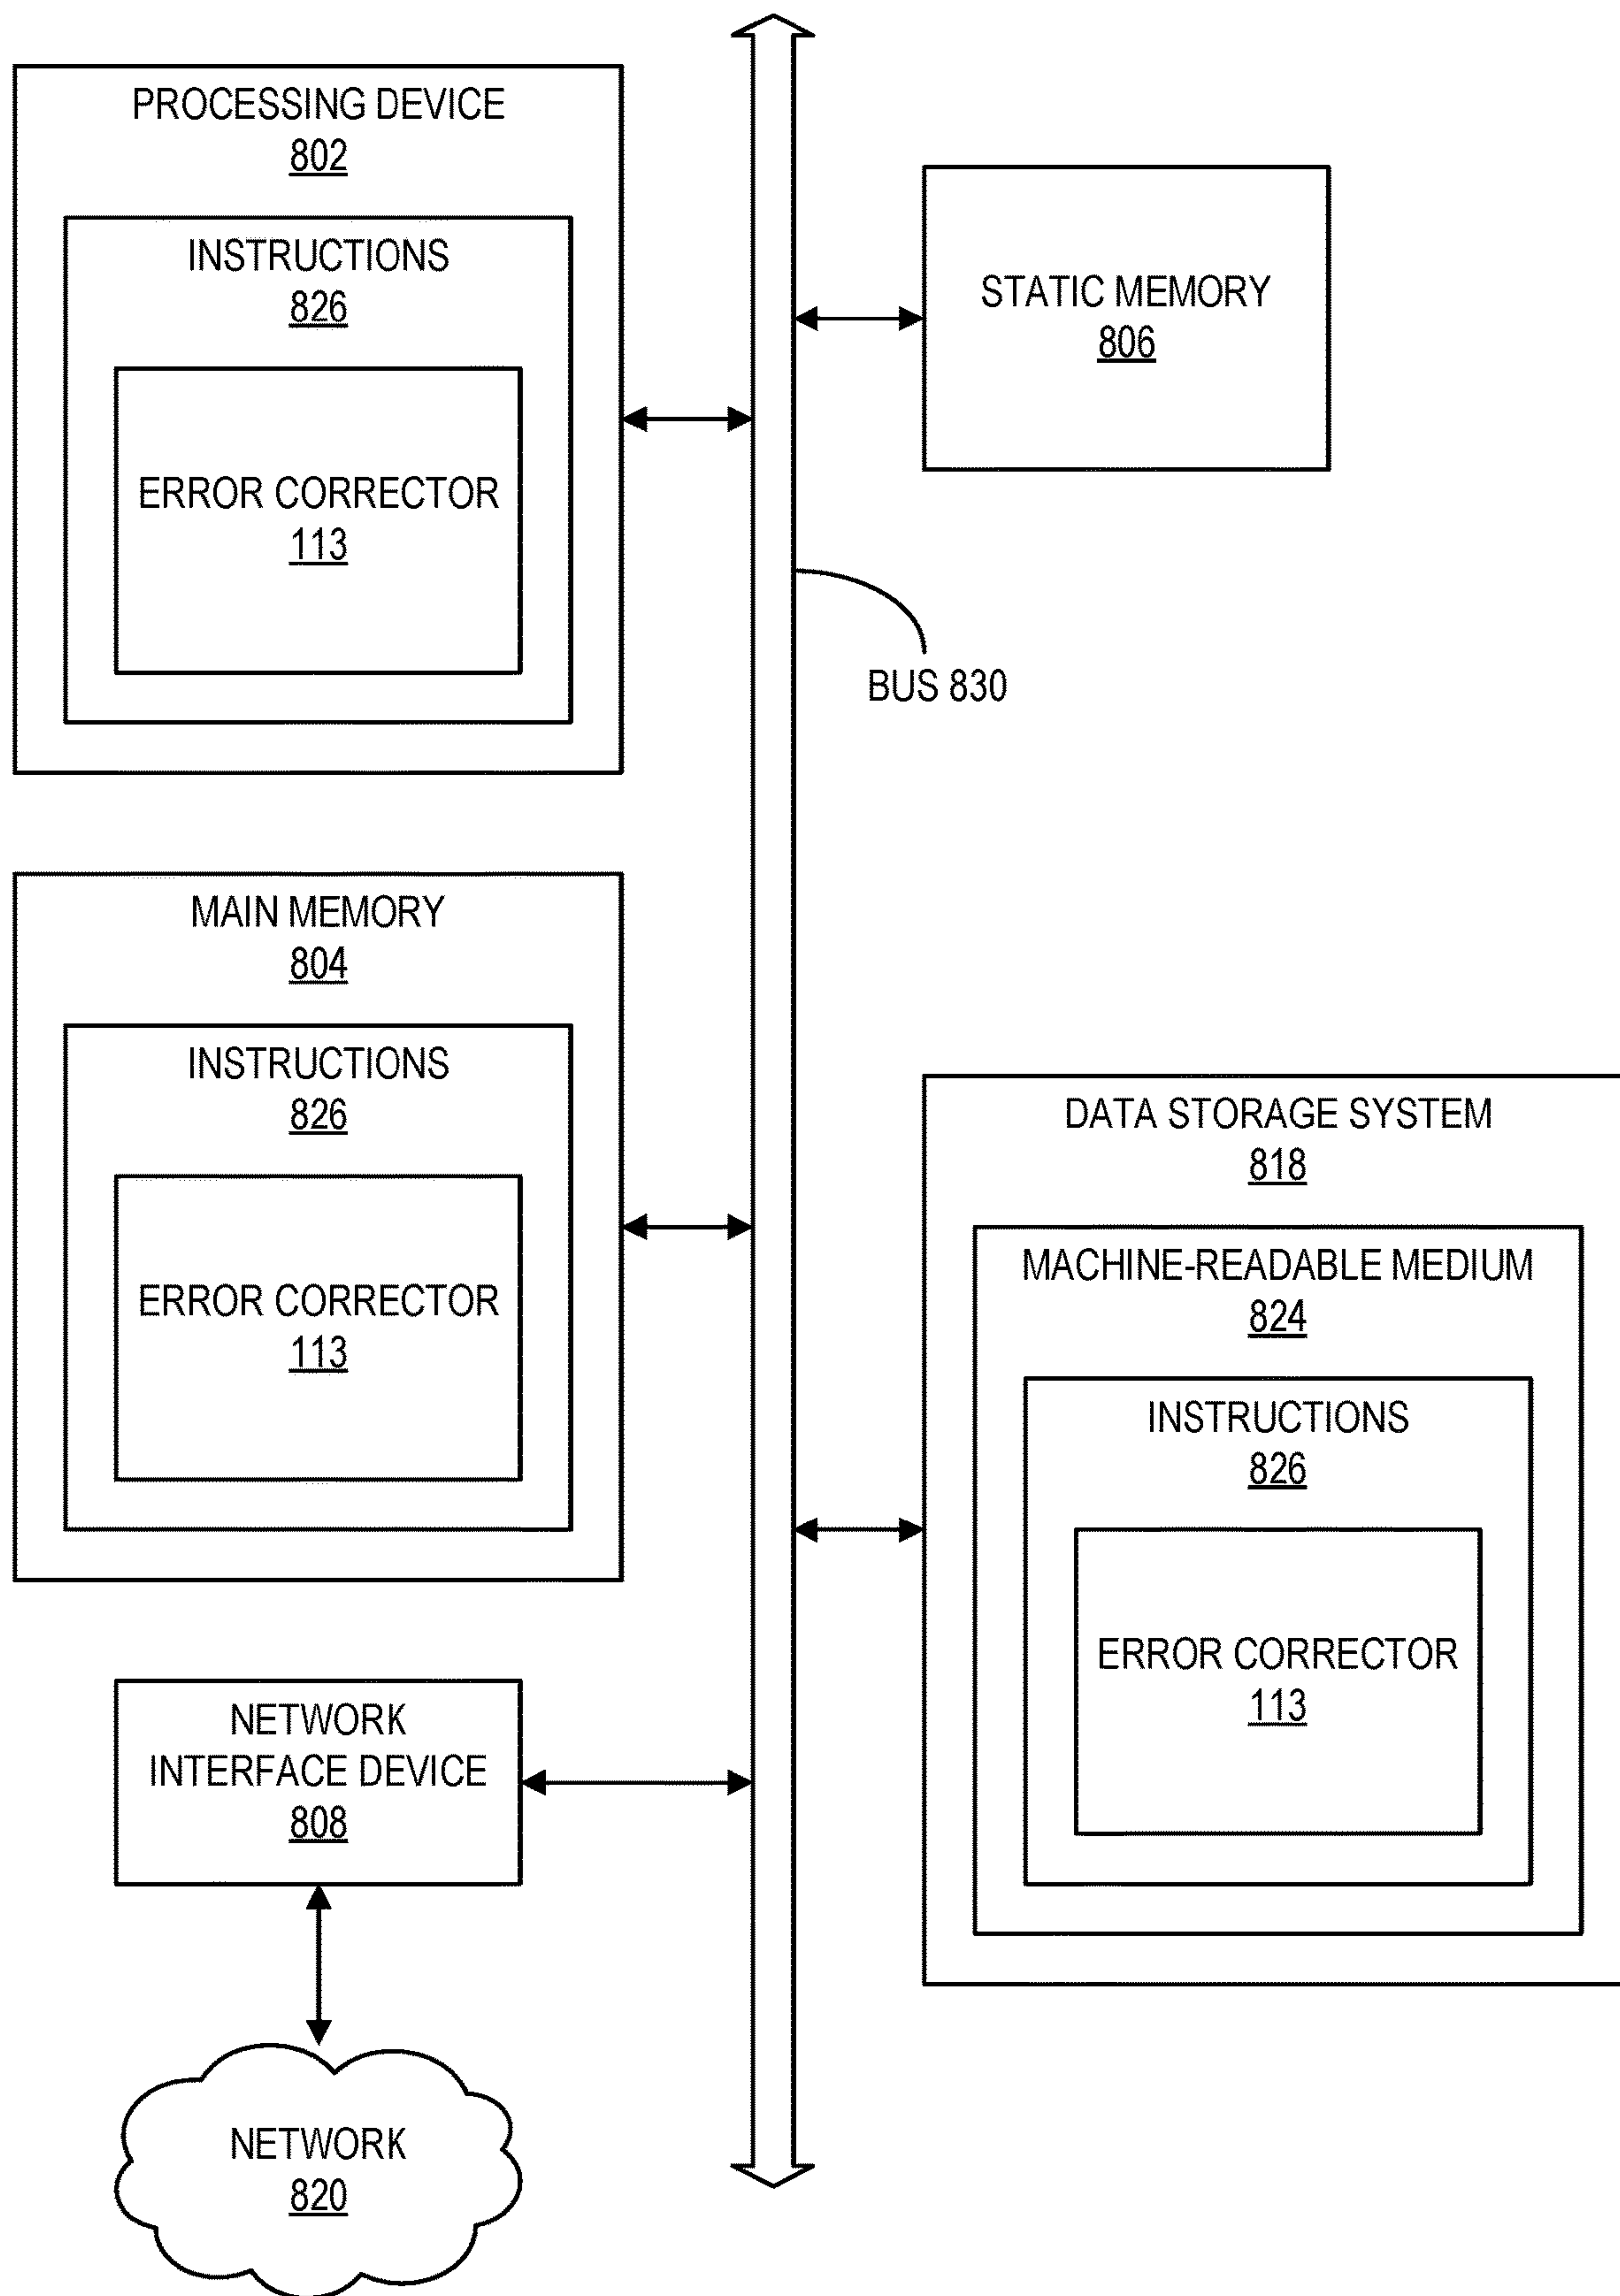 PROCESSING DEVICE
802
INSTRUCTIONS
826
ERROR CORRECTOR
113
STATIC MEMORY
806
BUS 830
MAIN MEMORY
804
INSTRUCTIONS
826
ERROR CORRECTOR
113
DATA STORAGE SYSTEM
818
MACHINE-READABLE MEDIUM
824
INSTRUCTIONS
826
ERROR CORRECTOR
113
NETWORK
INTERFACE DEVICE
808
NETWORK
820